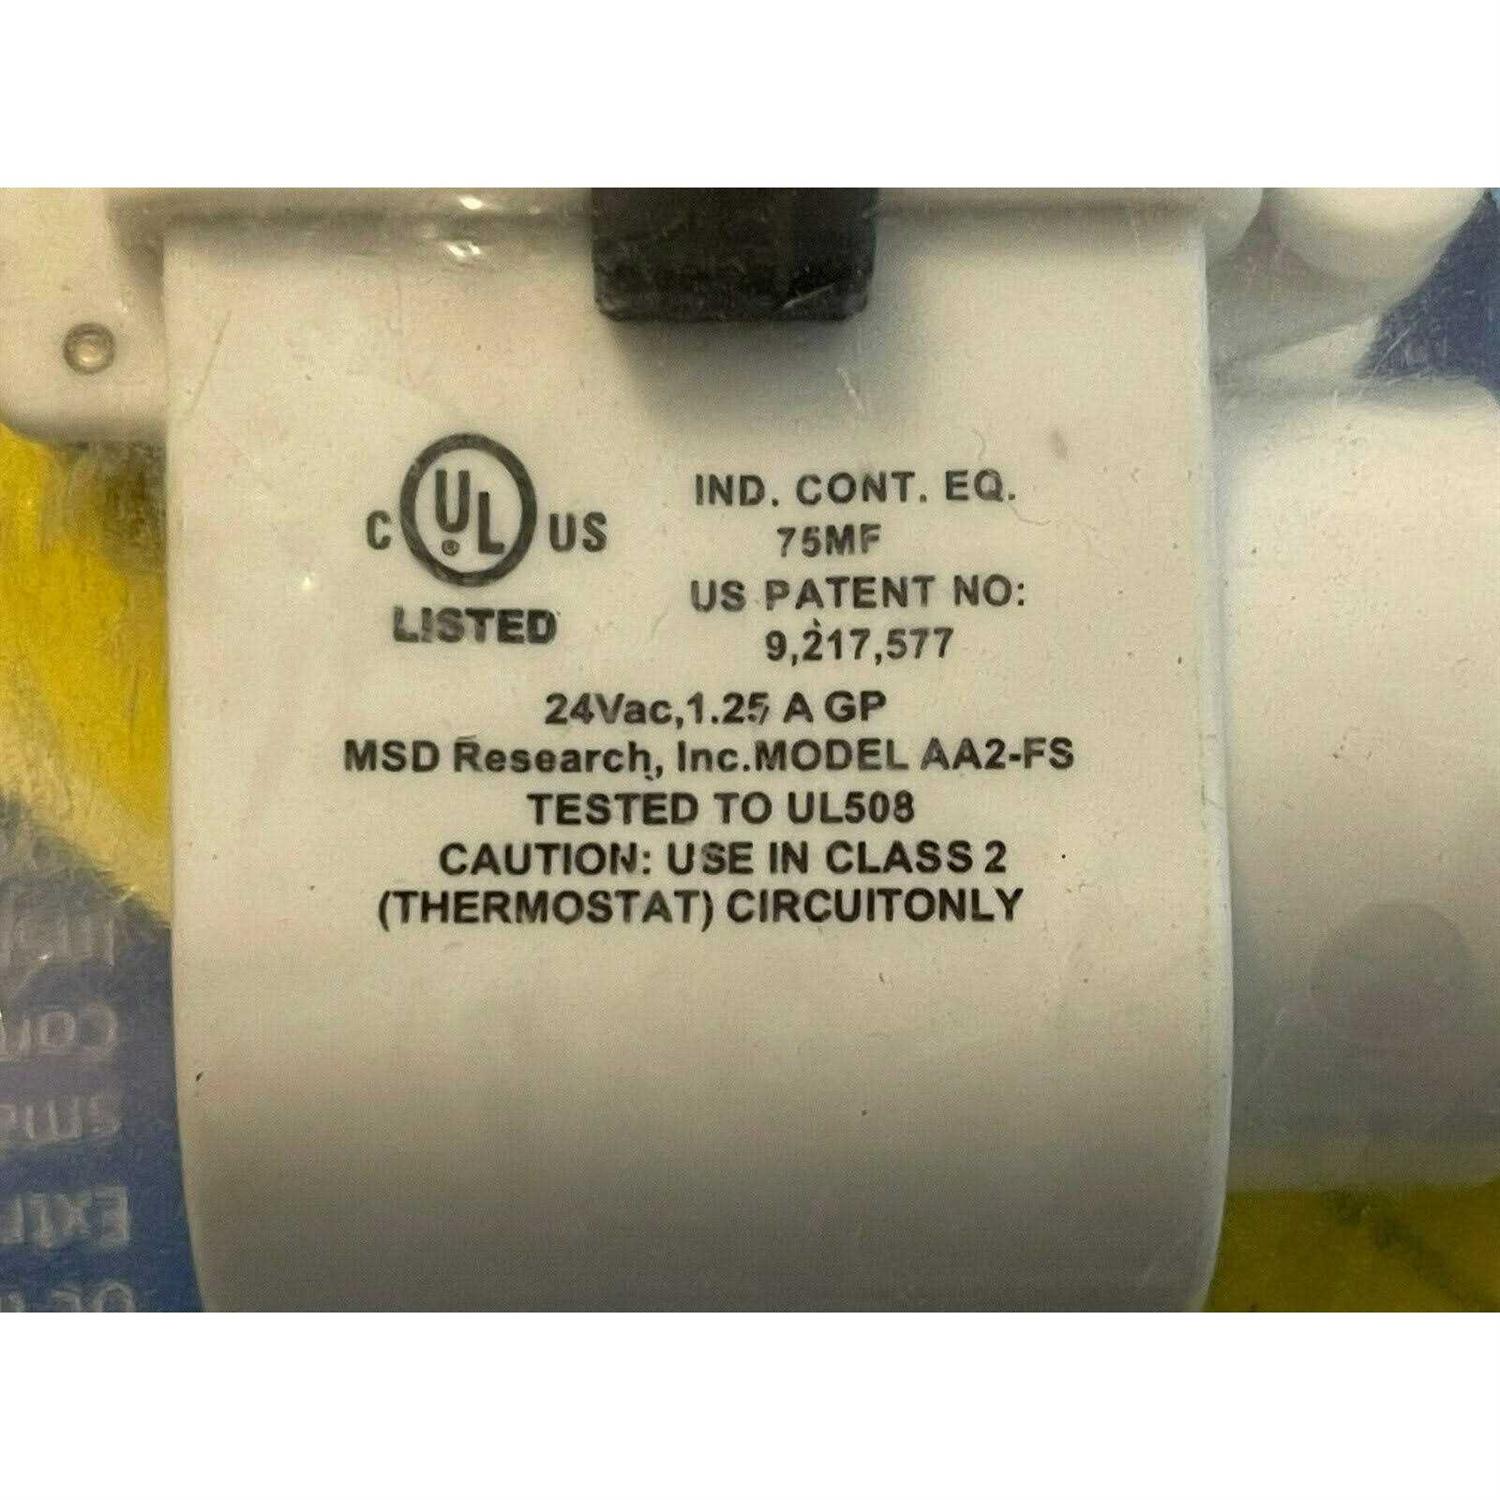 C UL® US
LISTED
IND. CONT. EQ.
75MF
US PATENT NO:
9,217,577
24Vac,1.25 A GP
MSD Research, Inc.MODEL AA2-FS
TESTED TO UL508
CAUTION: USE IN CLASS 2
(THERMOSTAT) CIRCUITONLY